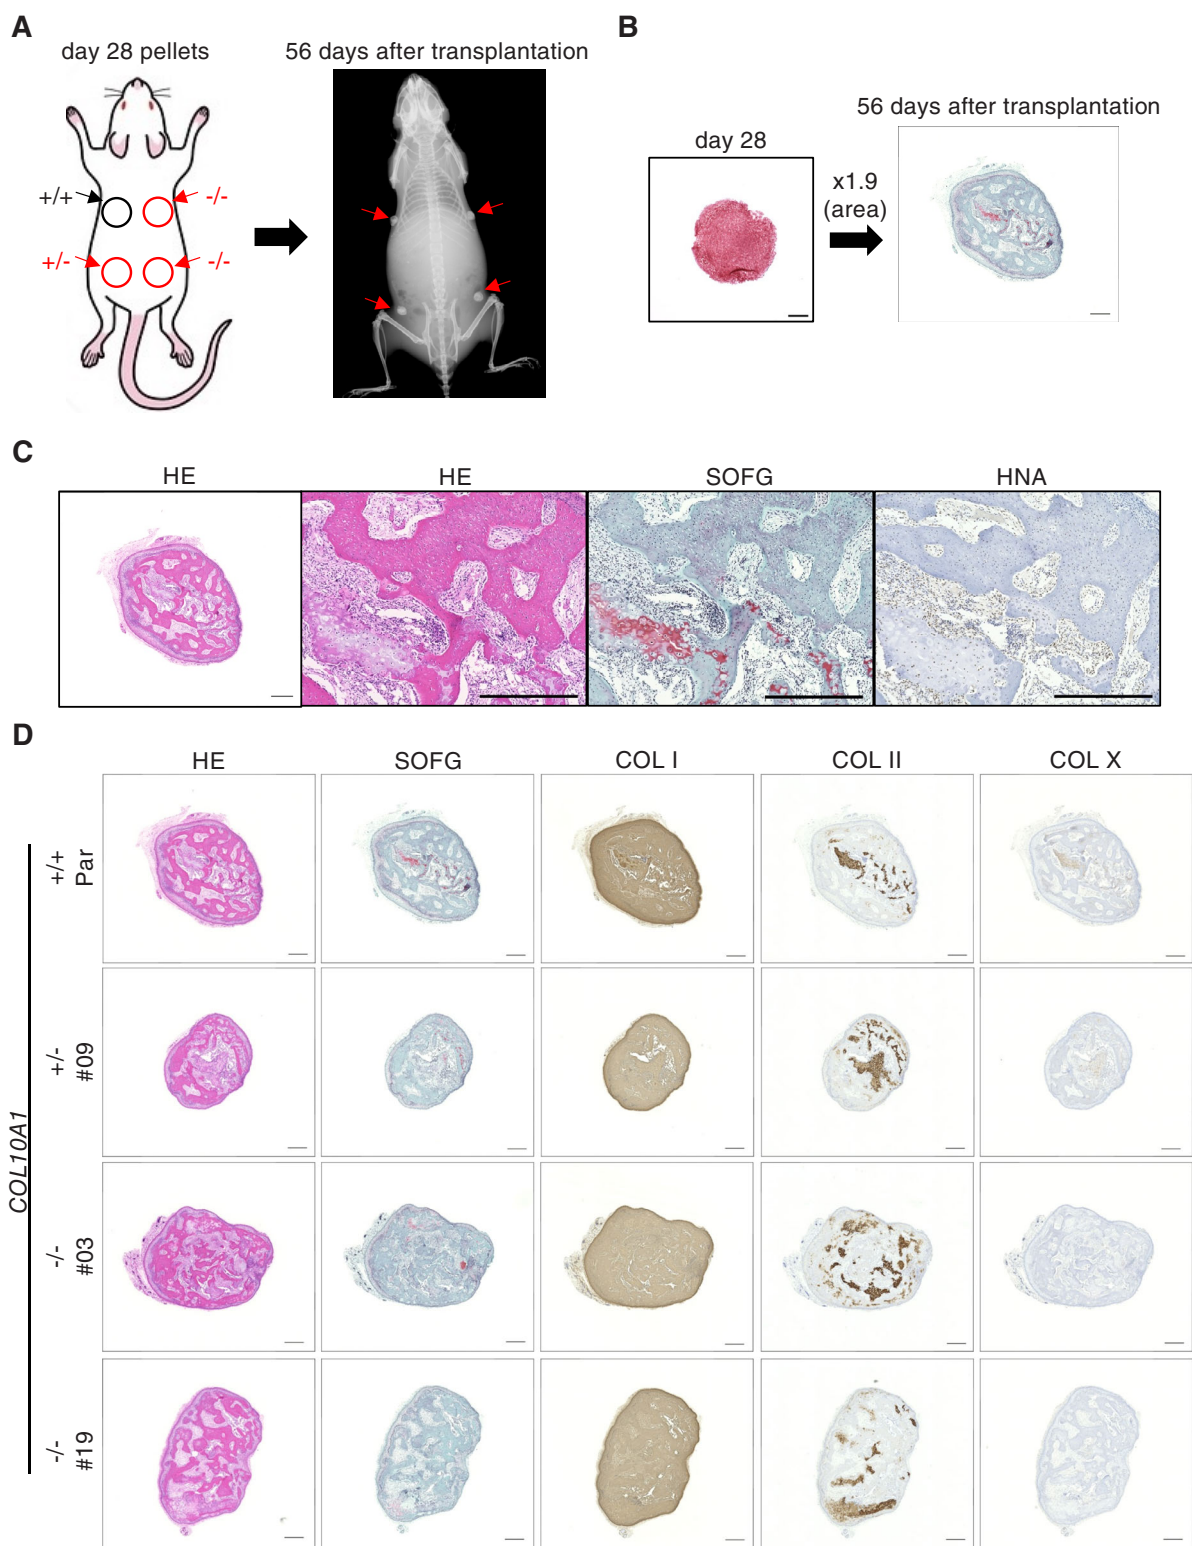 A
day 28 pellets
56 days after transplantation
+/+
-/-
+/-
-/-
B
day 28
56 days after transplantation
x1.9
(area)
C
HE
HE
SOFG
HNA
D
HE
SOFG
COL I
COL II
COL X
COL10A1
+/+
Par
+/-
#09
-/-
#03
-/-
#19